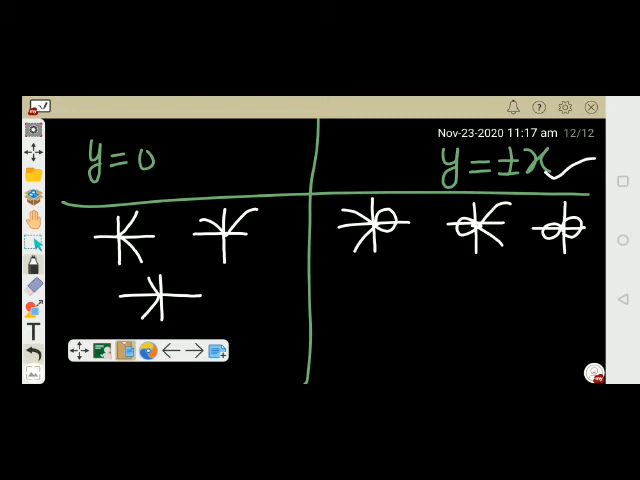 Nov-23-2020 11:17 am 12/12
y = 0
y = ±x
T